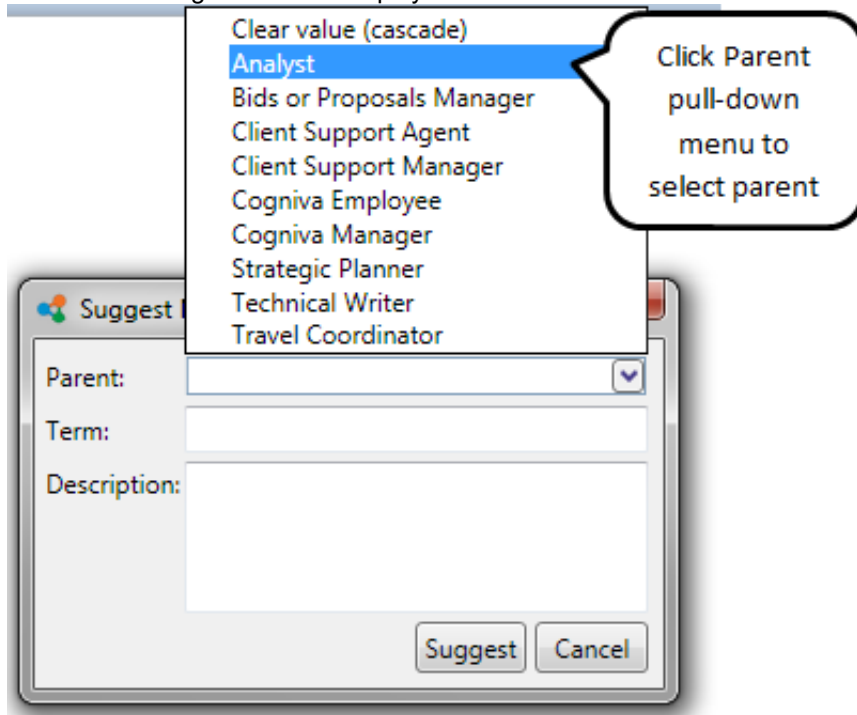 Clear value (cascade)
Analyst
Bids or Proposals Manager
Client Support Agent
Client Support Manager
Cogniva Employee
Cogniva Manager
Strategic Planner
Technical Writer
Travel Coordinator
Click Parent
pull-down
menu to
select parent
Suggest
Parent:
Term:
Description:
Suggest
Cancel